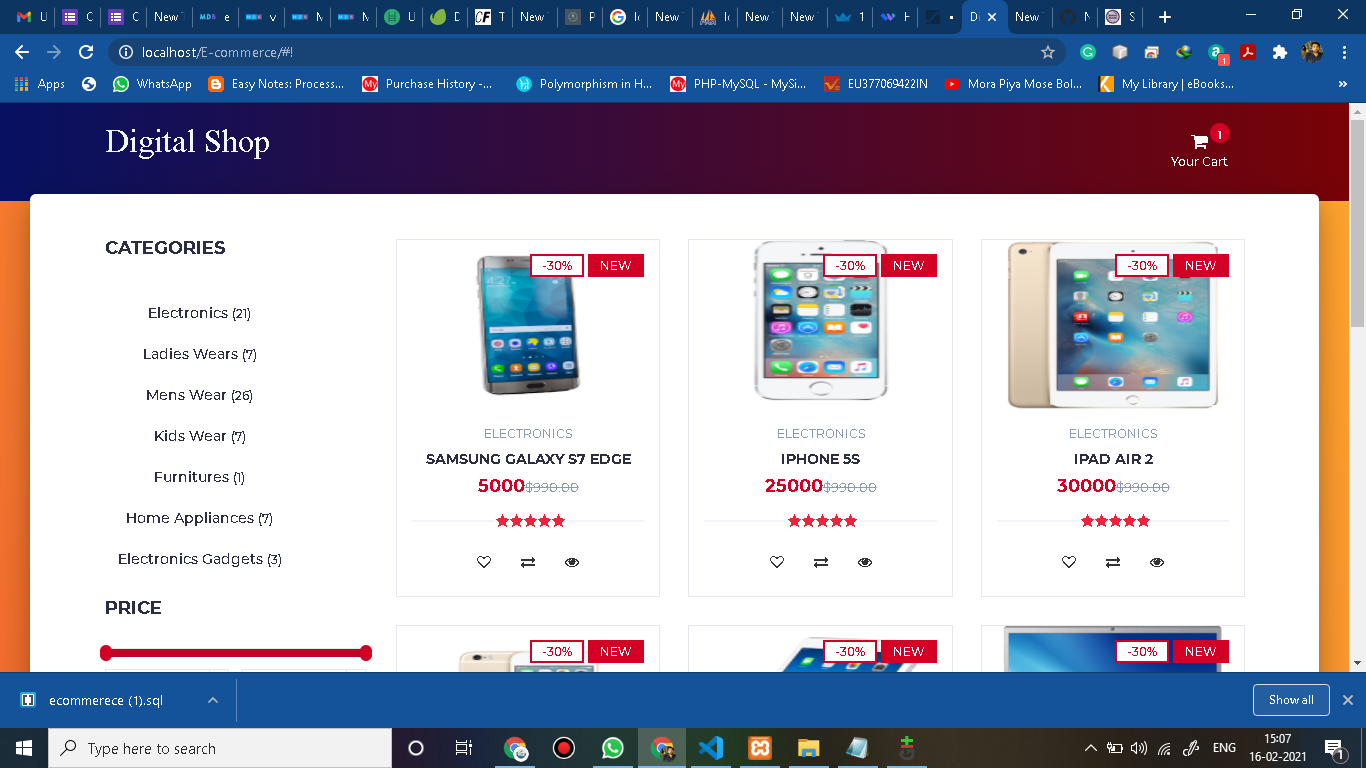 New
New
New
New
New
localhost/E-commerce/#!
1
Apps
WhatsApp
Easy Notes: Process...
Purchase History -...
Polymorphism in H...
PHP-MySQL - MySi...
EU377069422IN
Mora Piya Mose Bol...
My Library | eBooks...
»
Digital Shop
1
Your Cart
CATEGORIES
Electronics (21)
Ladies Wears (7)
Mens Wear (26)
Kids Wear (7)
Furnitures (1)
Home Appliances (7)
Electronics Gadgets (3)
PRICE
-30% NEW
ELECTRONICS
SAMSUNG GALAXY S7 EDGE
5000$990.00
-30% NEW
ELECTRONICS
IPHONE 5S
25000$990.00
-30% NEW
ELECTRONICS
IPAD AIR 2
30000$990.00
-30% NEW
-30% NEW
-30% NEW
ecommerece (1).sql
Show all
Type here to search
ENG
15:07
16-02-2021
1